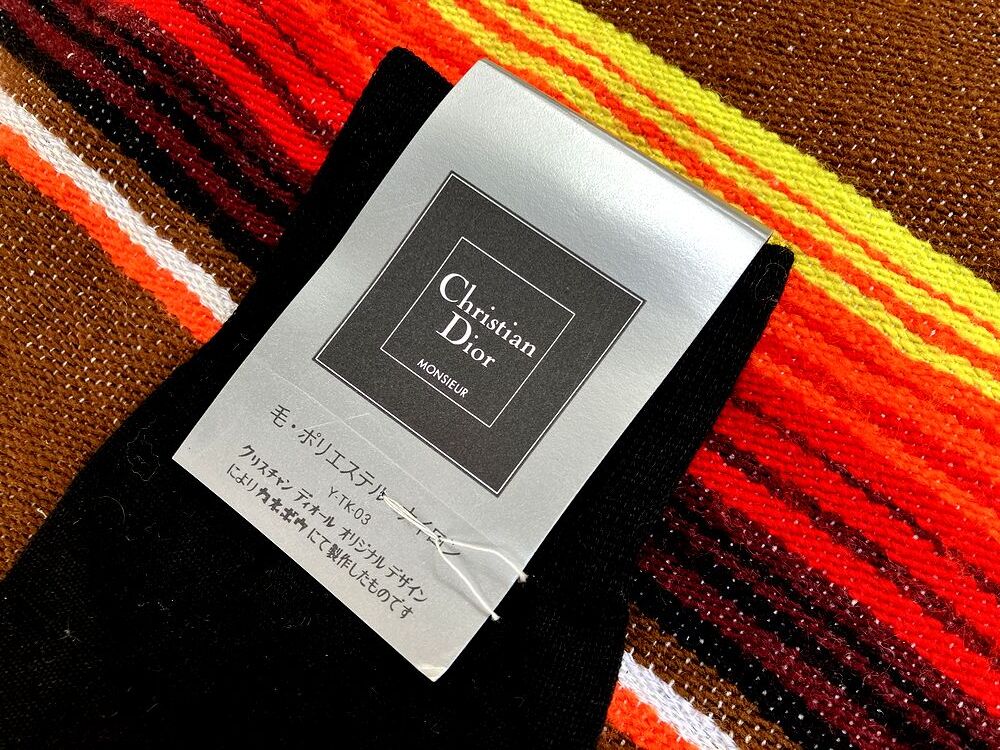 Christian
Dior
MONSIEUR
毛・ポリエステル・ナイロン
Y-TK-03
クリスチャン ディオール オリジナル デザイン
により カネボウ にて製作したものです